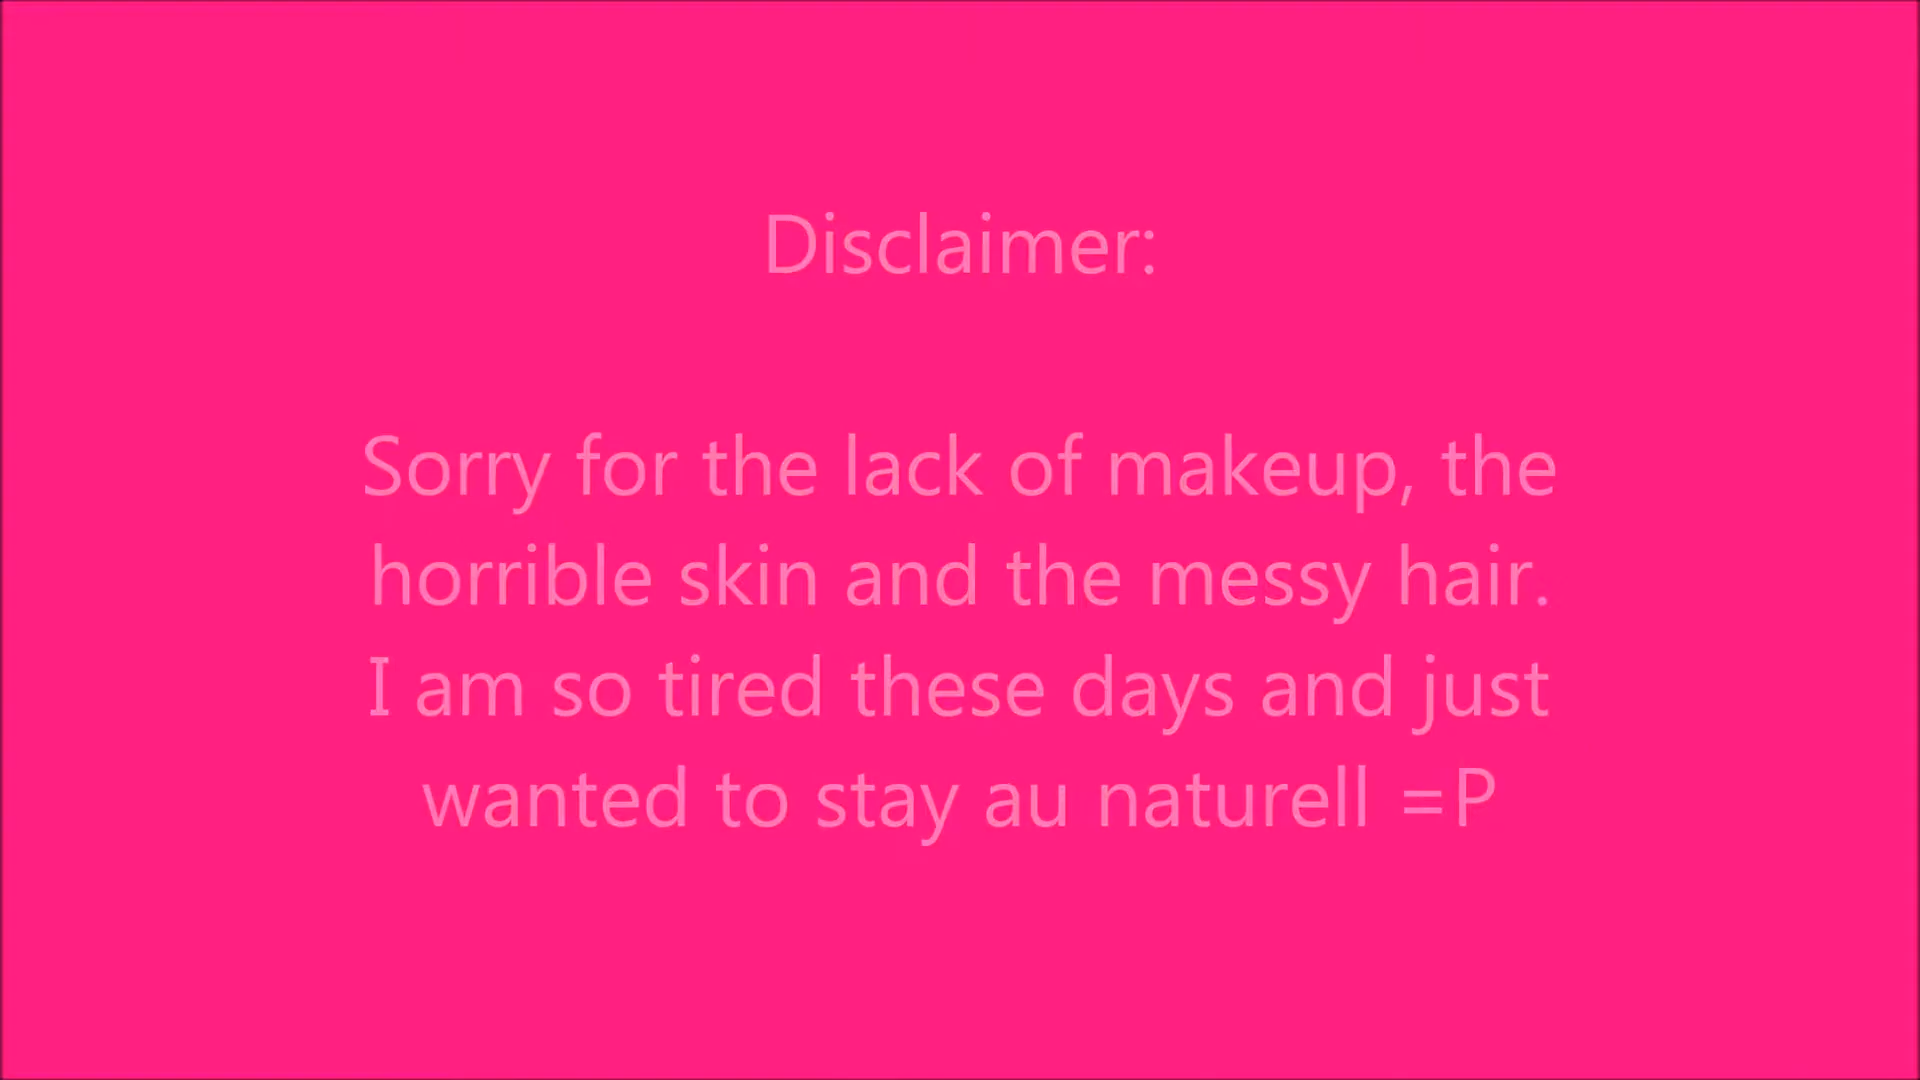 Disclaimer:
Sorry for the lack of makeup, the
horrible skin and the messy hair.
I am so tired these days and just
wanted to stay au naturell =P